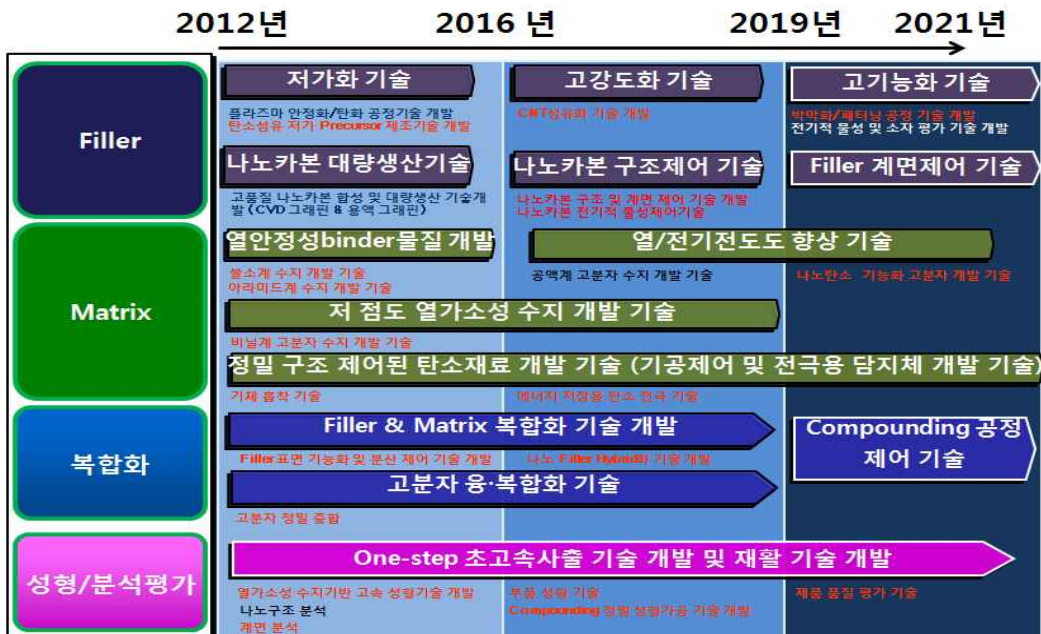 2012년 2016 년 2019년 2021년
Filler
저가화 기술
고강도화 기술
고기능화 기술
플라즈마 안정화/탄화 공정기술 개발
탄소섬유 저가 Precursor 제조기술 개발
CNT섬유화 기술 개발
박막화/패터닝 공정 기술 개발
전기적 물성 및 소자 평가 기술 개발
나노카본 대량생산기술
나노카본 구조제어 기술
Filler 계면제어 기술
고품질 나노카본 합성 및 대량생산 기술개
발 (CVD 그래핀 & 용액 그래핀)
나노카본 구조 및 계면 제어 기술 개발
나노카본 전기적 물성제어기술
Matrix
열안정성binder물질 개발
열/전기전도도 향상 기술
붕소계 수지 개발 기술
아라미드계 수지 개발 기술
공액계 고분자 수지 개발 기술
나노탄소 기능화 고분자 개발 기술
저 점도 열가소성 수지 개발 기술
비닐계 고분자 수지 개발 기술
정밀 구조 제어된 탄소재료 개발 기술 (기공제어 및 전극용 담지체 개발 기술)
기체 흡착 기술
에너지 저장용 탄소 전극 기술
복합화
Filler & Matrix 복합화 기술 개발
Compounding 공정
제어 기술
Filler표면 기능화 및 분산 제어 기술 개발
나노 Filler Hybrid화 기술 개발
고분자 융·복합화 기술
고분자 정밀 중합
성형/분석평가
One-step 초고속사출 기술 개발 및 재활 기술 개발
열가소성 수지기반 고속 성형기술 개발
나노구조 분석
계면 분석
부품 성형 기술
Compounding 정밀 성형가공 기술 개발
제품 품질 평가 기술